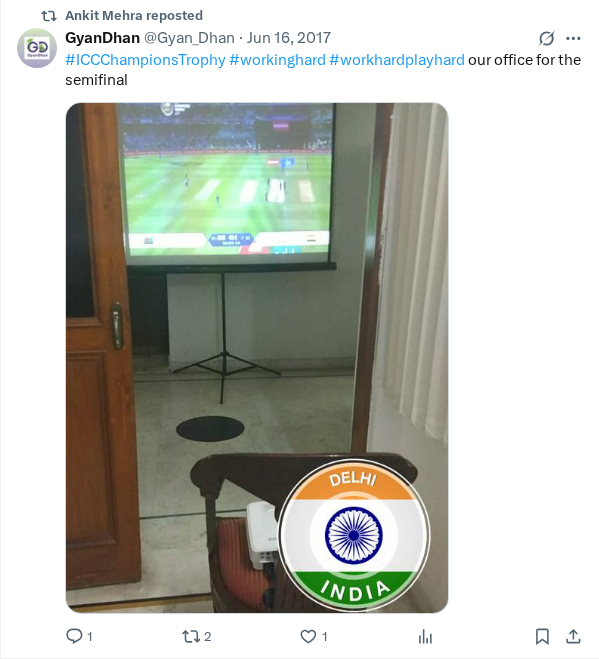 Ankit Mehra reposted
GyanDhan @Gyan_Dhan · Jun 16, 2017
#ICCChampionsTrophy #workinghard #workhardplayhard our office for the
semifinal
DELHI
INDIA
1 2 1